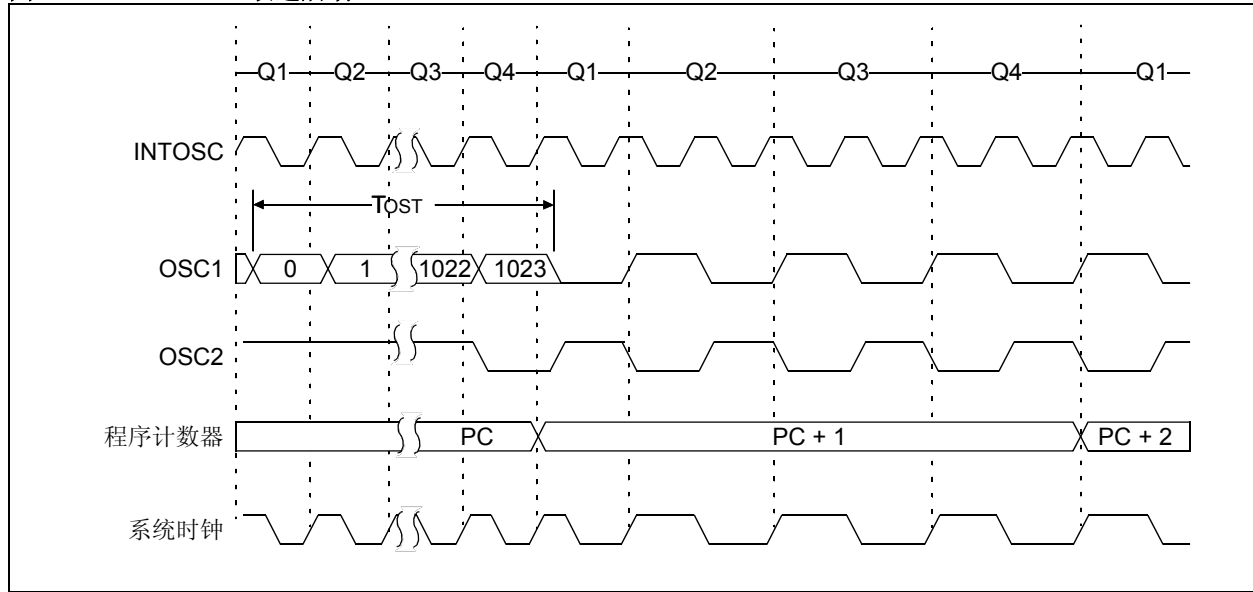 Q1 Q2 Q3 Q4 Q1 Q2 Q3 Q4 Q1
INTOSC
TOST
OSC1 0 1 1022 1023
OSC2
程序计数器 PC PC + 1 PC + 2
系统时钟